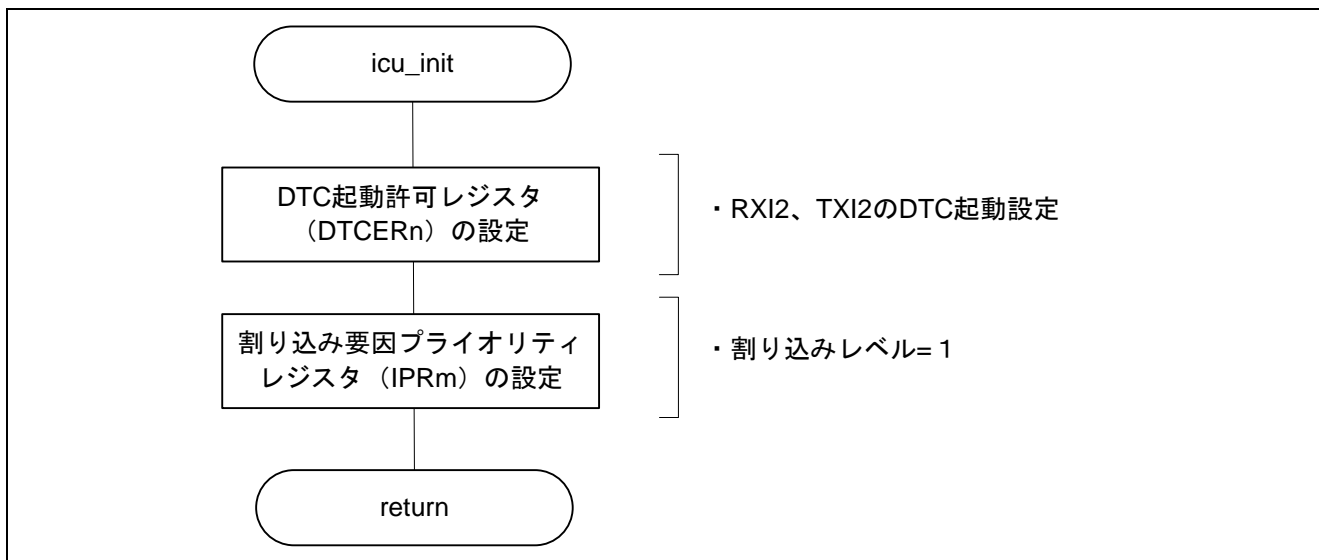 icu_init
DTC起動許可レジスタ
（DTCERn）の設定
・RXI2、TXI2のDTC起動設定
割り込み要因プライオリティ
レジスタ（IPRm）の設定
・割り込みレベル= 1
return